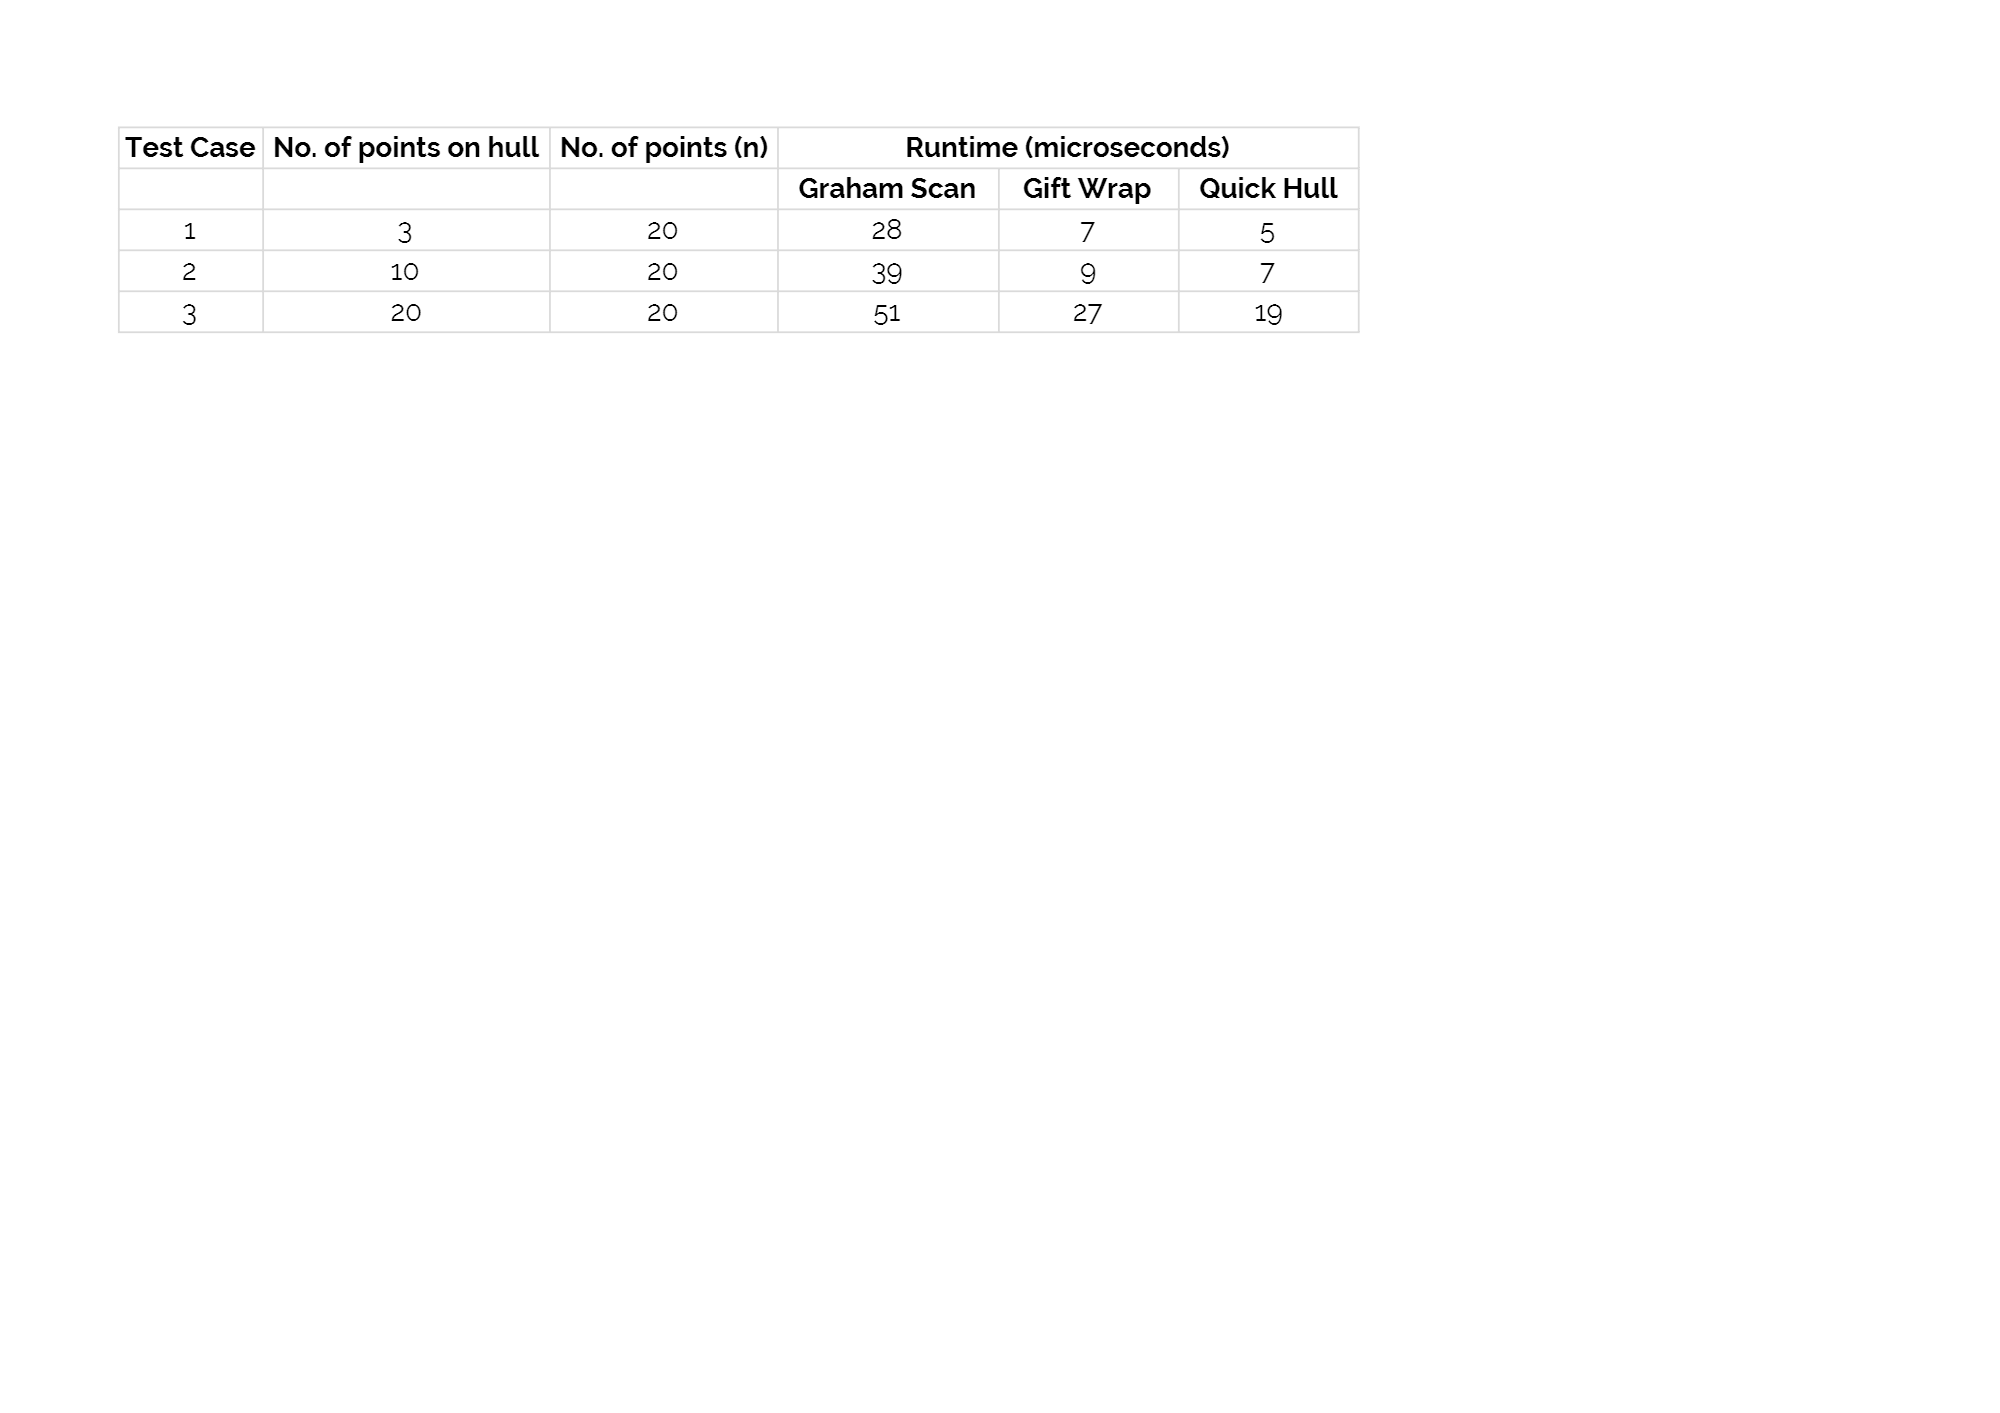 Test Case No. of points on hull No. of points (n) Runtime (microseconds)
Graham Scan Gift Wrap Quick Hull
1 3 20 28 7 5
2 10 20 39 9 7
3 20 20 51 27 19